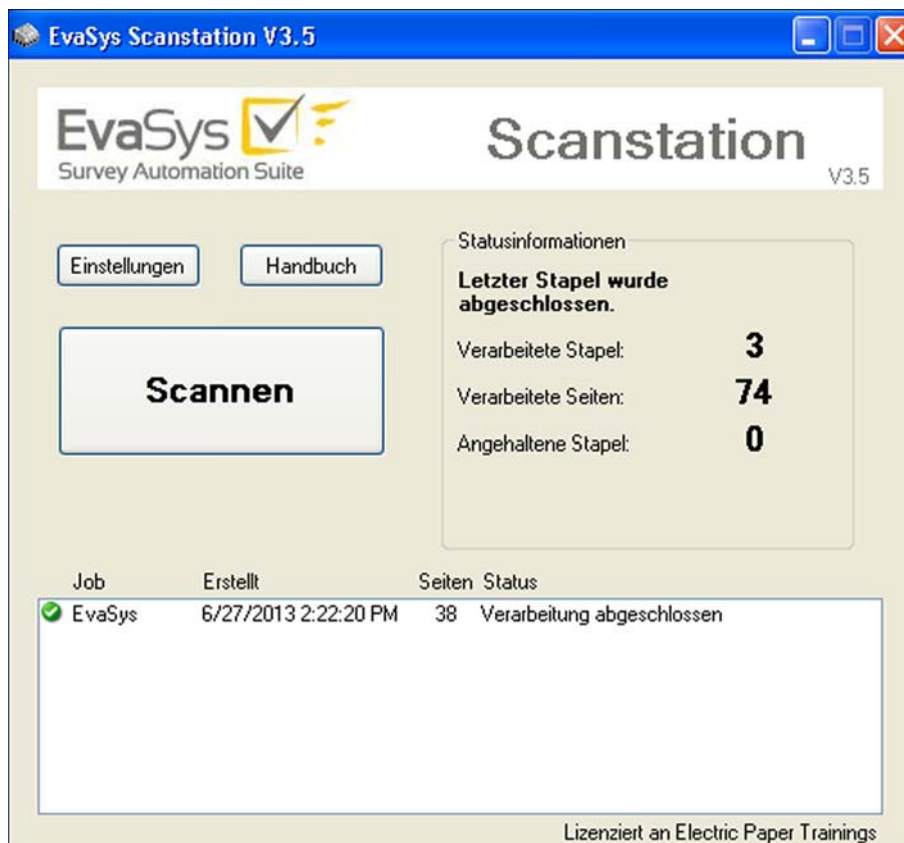 EvaSys Scanstation V3.5
EvaSys
Survey Automation Suite
Scanstation
V3.5
Einstellungen
Handbuch
Scannen
Statusinformationen
Letzter Stapel wurde
abgeschlossen.
Verarbeitete Stapel: 3
Verarbeitete Seiten: 74
Angehaltene Stapel: 0
Job Erstellt Seiten Status
EvaSys 6/27/2013 2:22:20 PM 38 Verarbeitung abgeschlossen
Lizenziert an Electric Paper Trainings